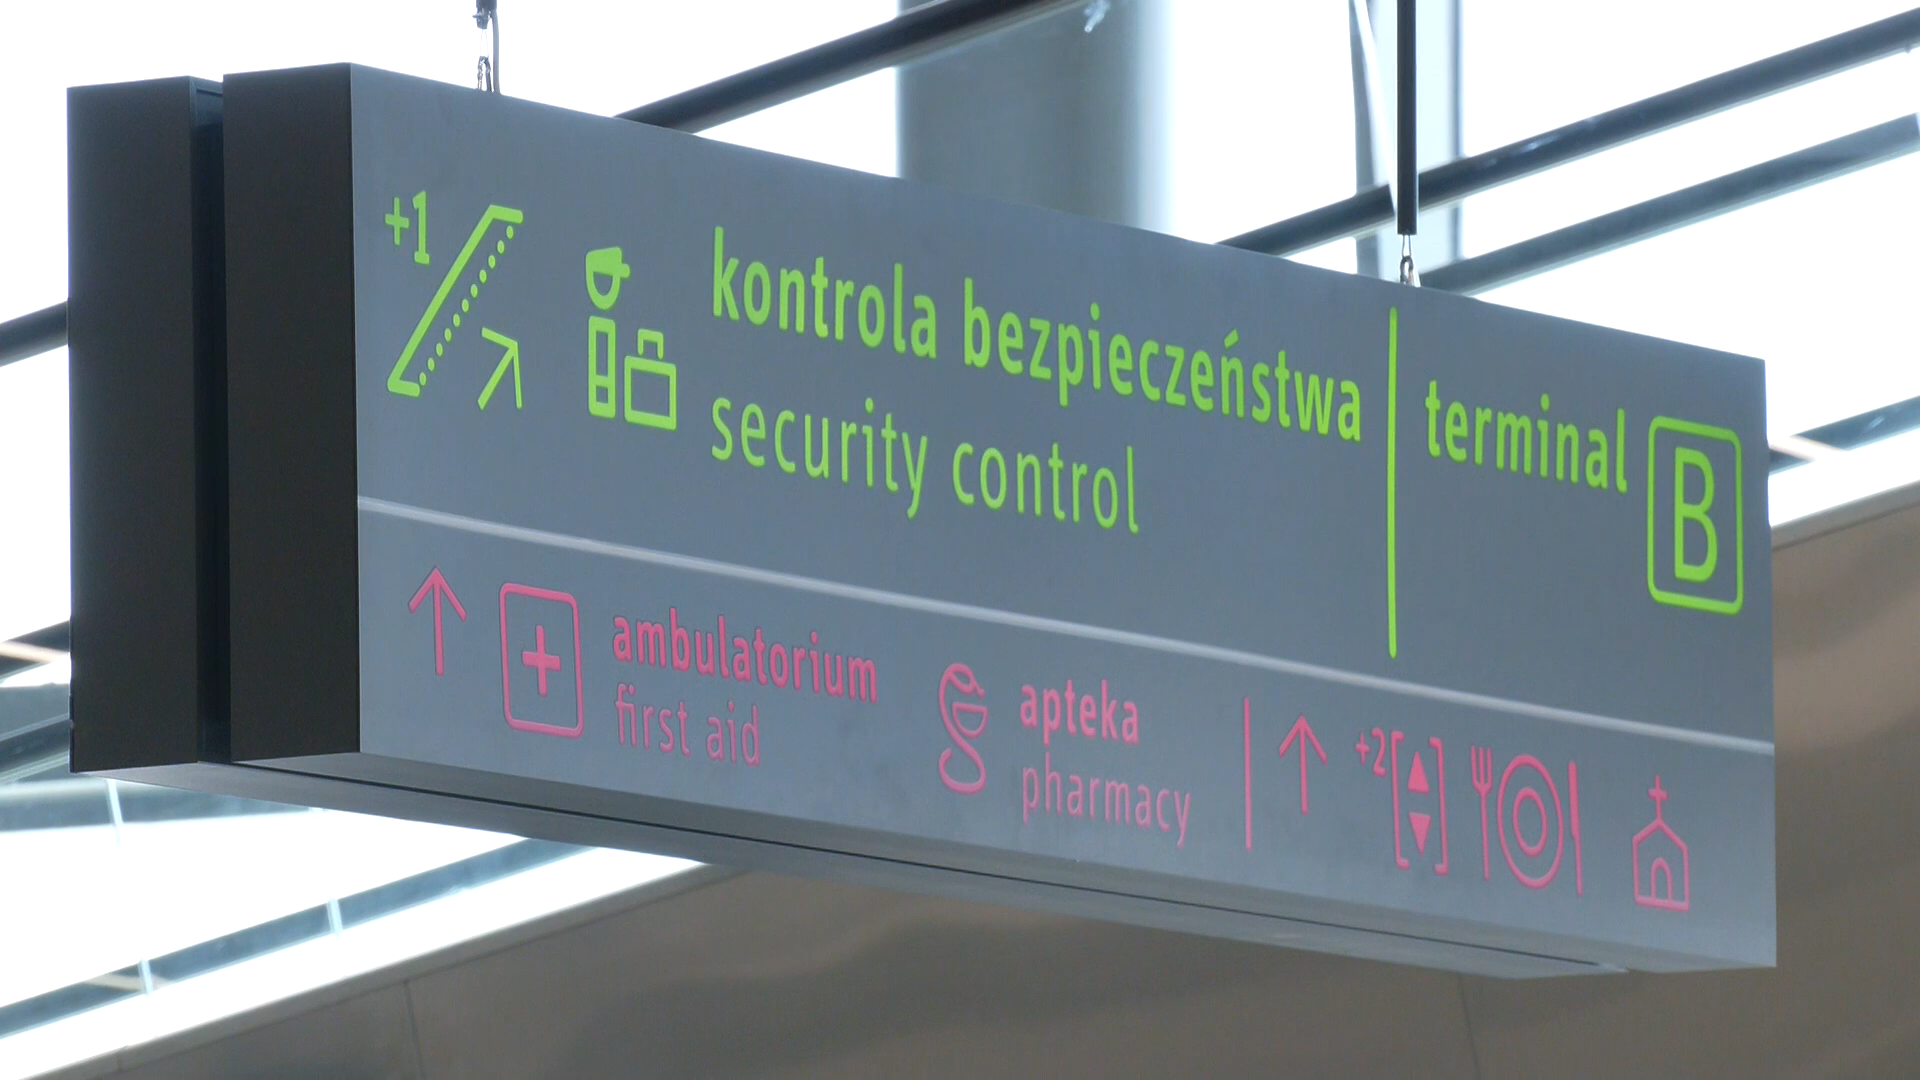 +1
kontrola bezpieczeństwa
security control
terminal B
ambulatorium
first aid
apteka
pharmacy
+2